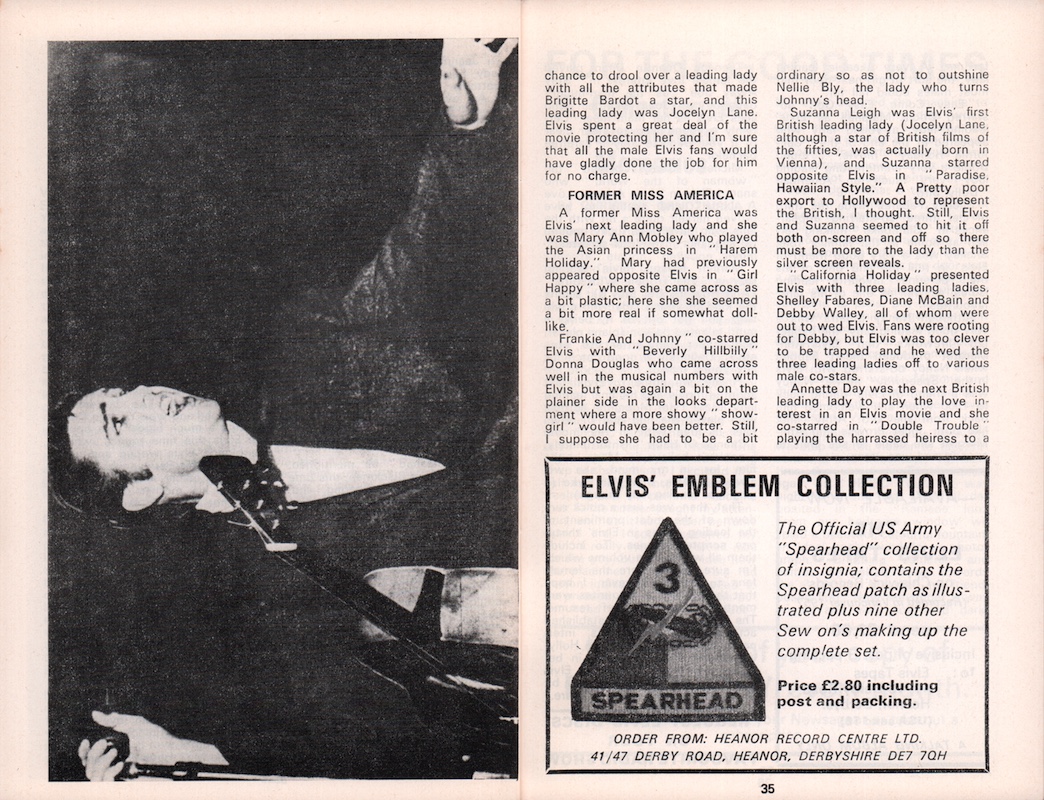 chance to drool over a leading lady
with all the attributes that made
Brigitte Bardot a star, and this
leading lady was Jocelyn Lane.
Elvis spent a great deal of the
movie protecting her and I'm sure
that all the male Elvis fans would
have gladly done the job for him
for no charge.
FORMER MISS AMERICA
A former Miss America was
Elvis' next leading lady and she
was Mary Ann Mobley who played
the Asian princess in "Harem
Holiday." Mary had previously
appeared opposite Elvis in "Girl
Happy" where she came across as
a bit plastic; here she she seemed
a bit more real if somewhat doll-
like.
Frankie And Johnny" co-starred
Elvis with "Beverly Hillbilly"
Donna Douglas who came across
well in the musical numbers with
Elvis but was again a bit on the
plainer side in the looks depart-
ment where a more showy "show-
girl" would have been better. Still,
I suppose she had to be a bit
ordinary so as not to outshine
Nellie Bly, the lady who turns
Johnny's head.
Suzanna Leigh was Elvis' first
British leading lady (Jocelyn Lane,
although a star of British films of
the fifties, was actually born in
Vienna), and Suzanna starred
opposite Elvis in "Paradise,
Hawaiian Style." A Pretty poor
export to Hollywood to represent
the British, I thought. Still, Elvis
and Suzanna seemed to hit it off
both on-screen and off so there
must be more to the lady than the
silver screen reveals.
"California Holiday" presented
Elvis with three leading ladies,
Shelley Fabares, Diane McBain and
Debby Walley, all of whom were
out to wed Elvis. Fans were rooting
for Debby, but Elvis was too clever
to be trapped and he wed the
three leading ladies off to various
male co-stars.
Annette Day was the next British
leading lady to play the love in-
terest in an Elvis movie and she
co-starred in "Double Trouble"
playing the harrassed heiress to a
ELVIS' EMBLEM COLLECTION
3
SPEARHEAD
The Official US Army
"Spearhead" collection
of insignia; contains the
Spearhead patch as illus-
trated plus nine other
Sew on's making up the
complete set.
Price £2.80 including
post and packing.
ORDER FROM: HEANOR RECORD CENTRE LTD.
41/47 DERBY ROAD, HEANOR, DERBYSHIRE DE7 7QH
35